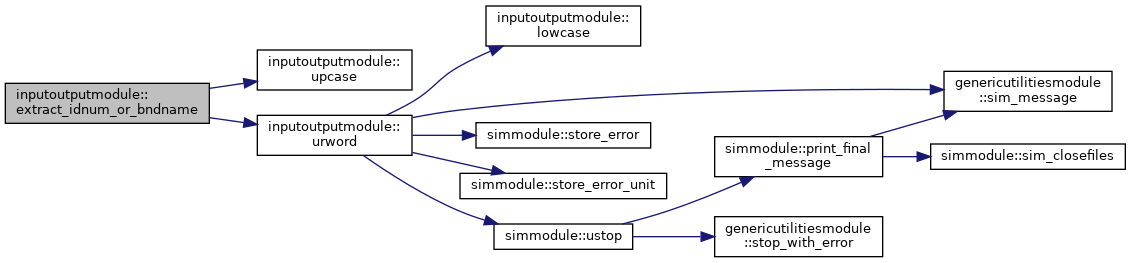 inputoutputmodule::
extract_idnum_or_bndname
inputoutputmodule::
upcase
inputoutputmodule::
urword
inputoutputmodule::
lowcase
simmodule::store_error
simmodule::store_error_unit
simmodule::ustop
simmodule::print_final
_message
genericutilitiesmodule
::stop_with_error
genericutilitiesmodule
::sim_message
simmodule::sim_closefiles